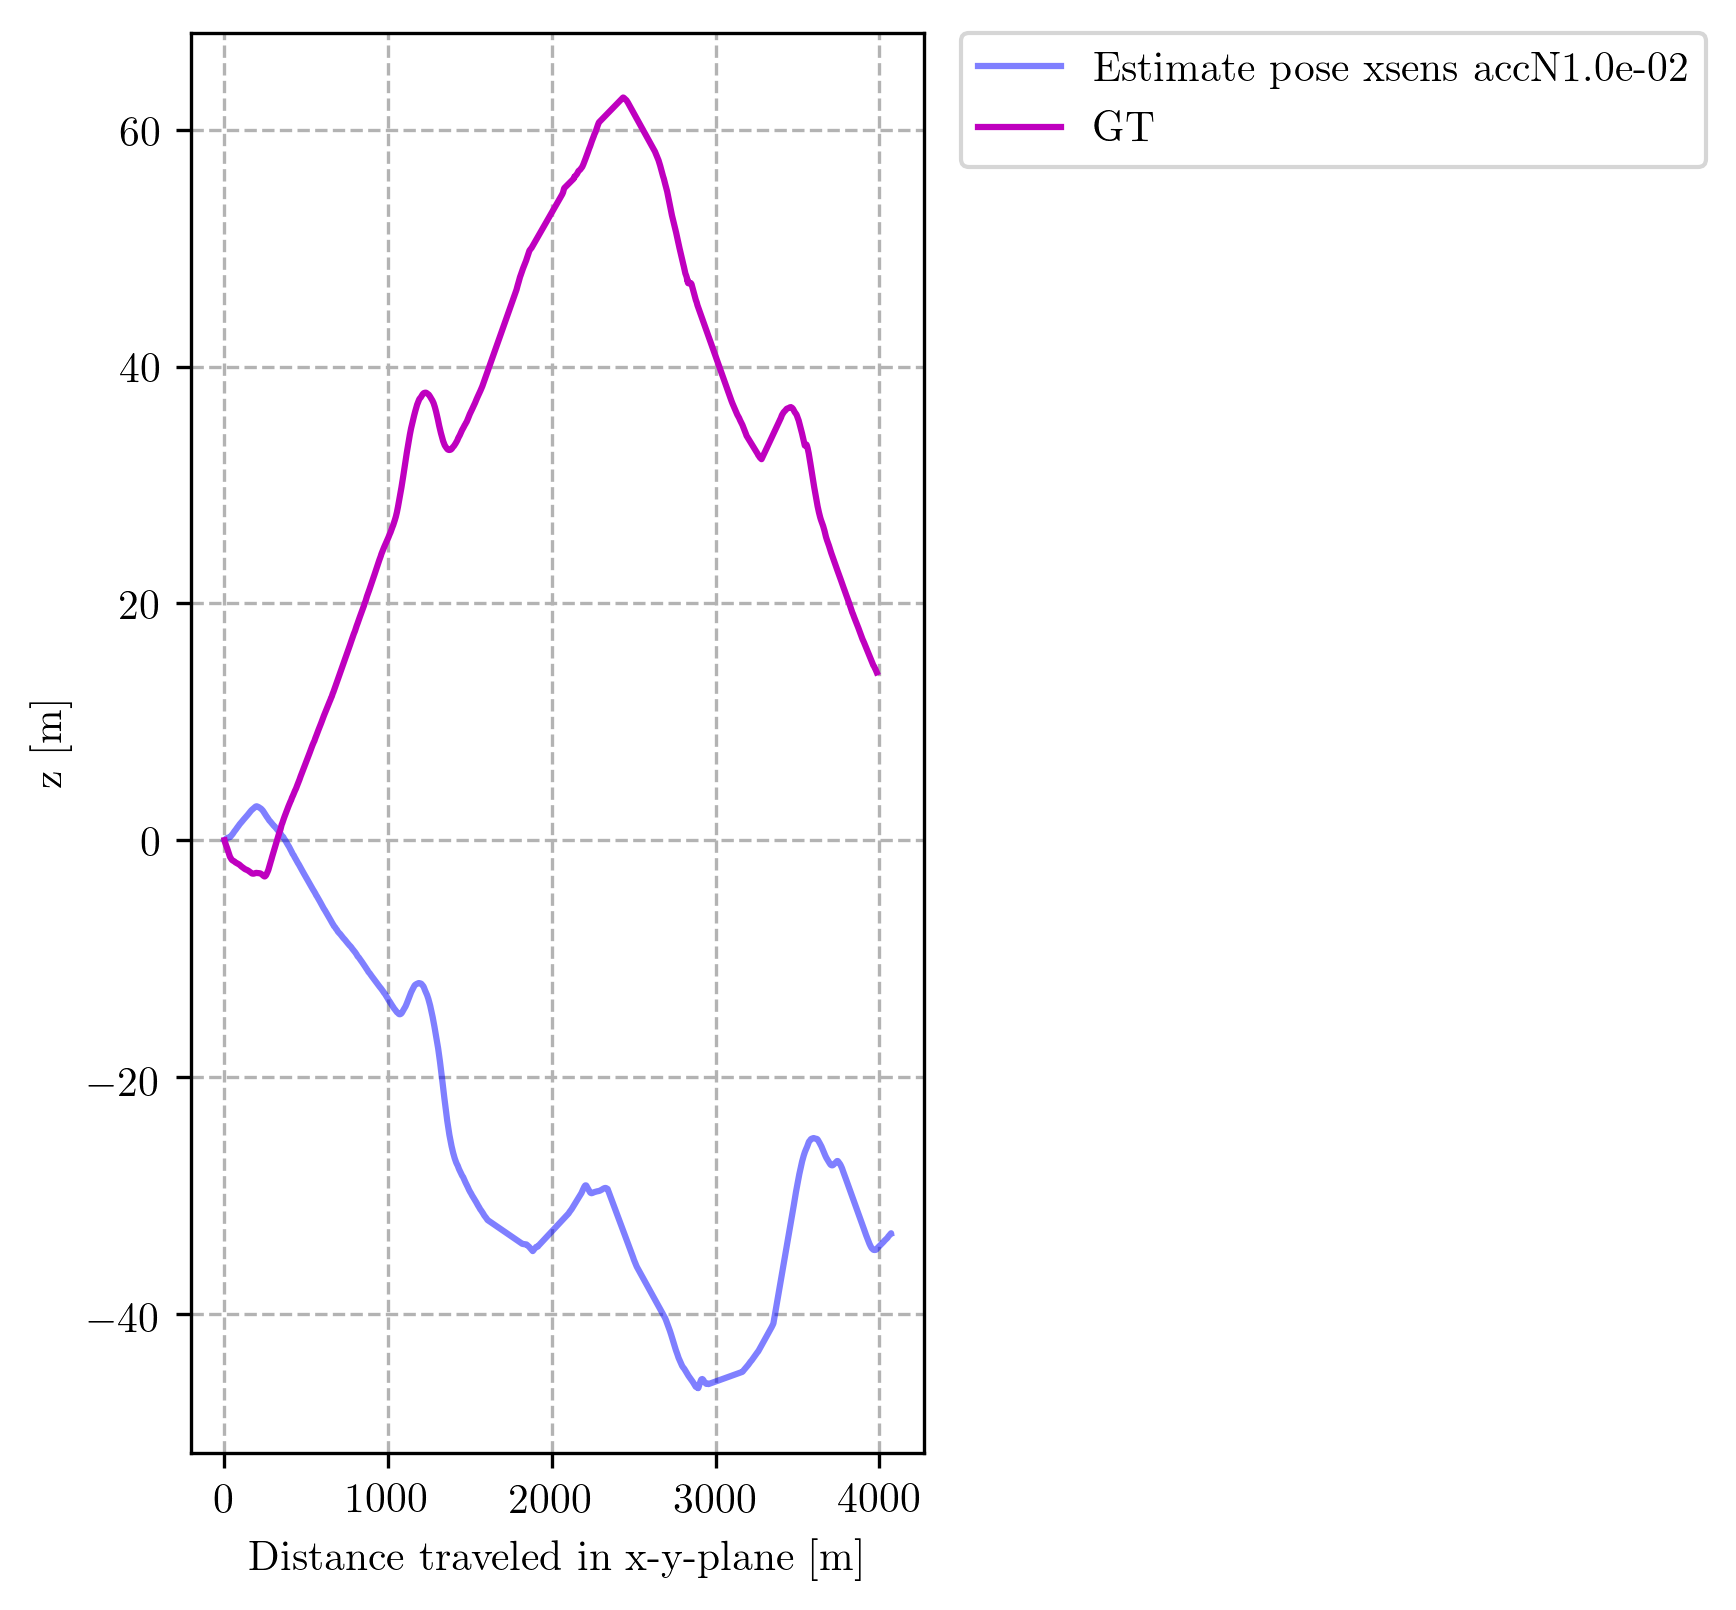 Estimate pose xsens accN1.0e-02
GT
60
40
20
0
−20
−40
z [m]
0 1000 2000 3000 4000
Distance traveled in x-y-plane [m]